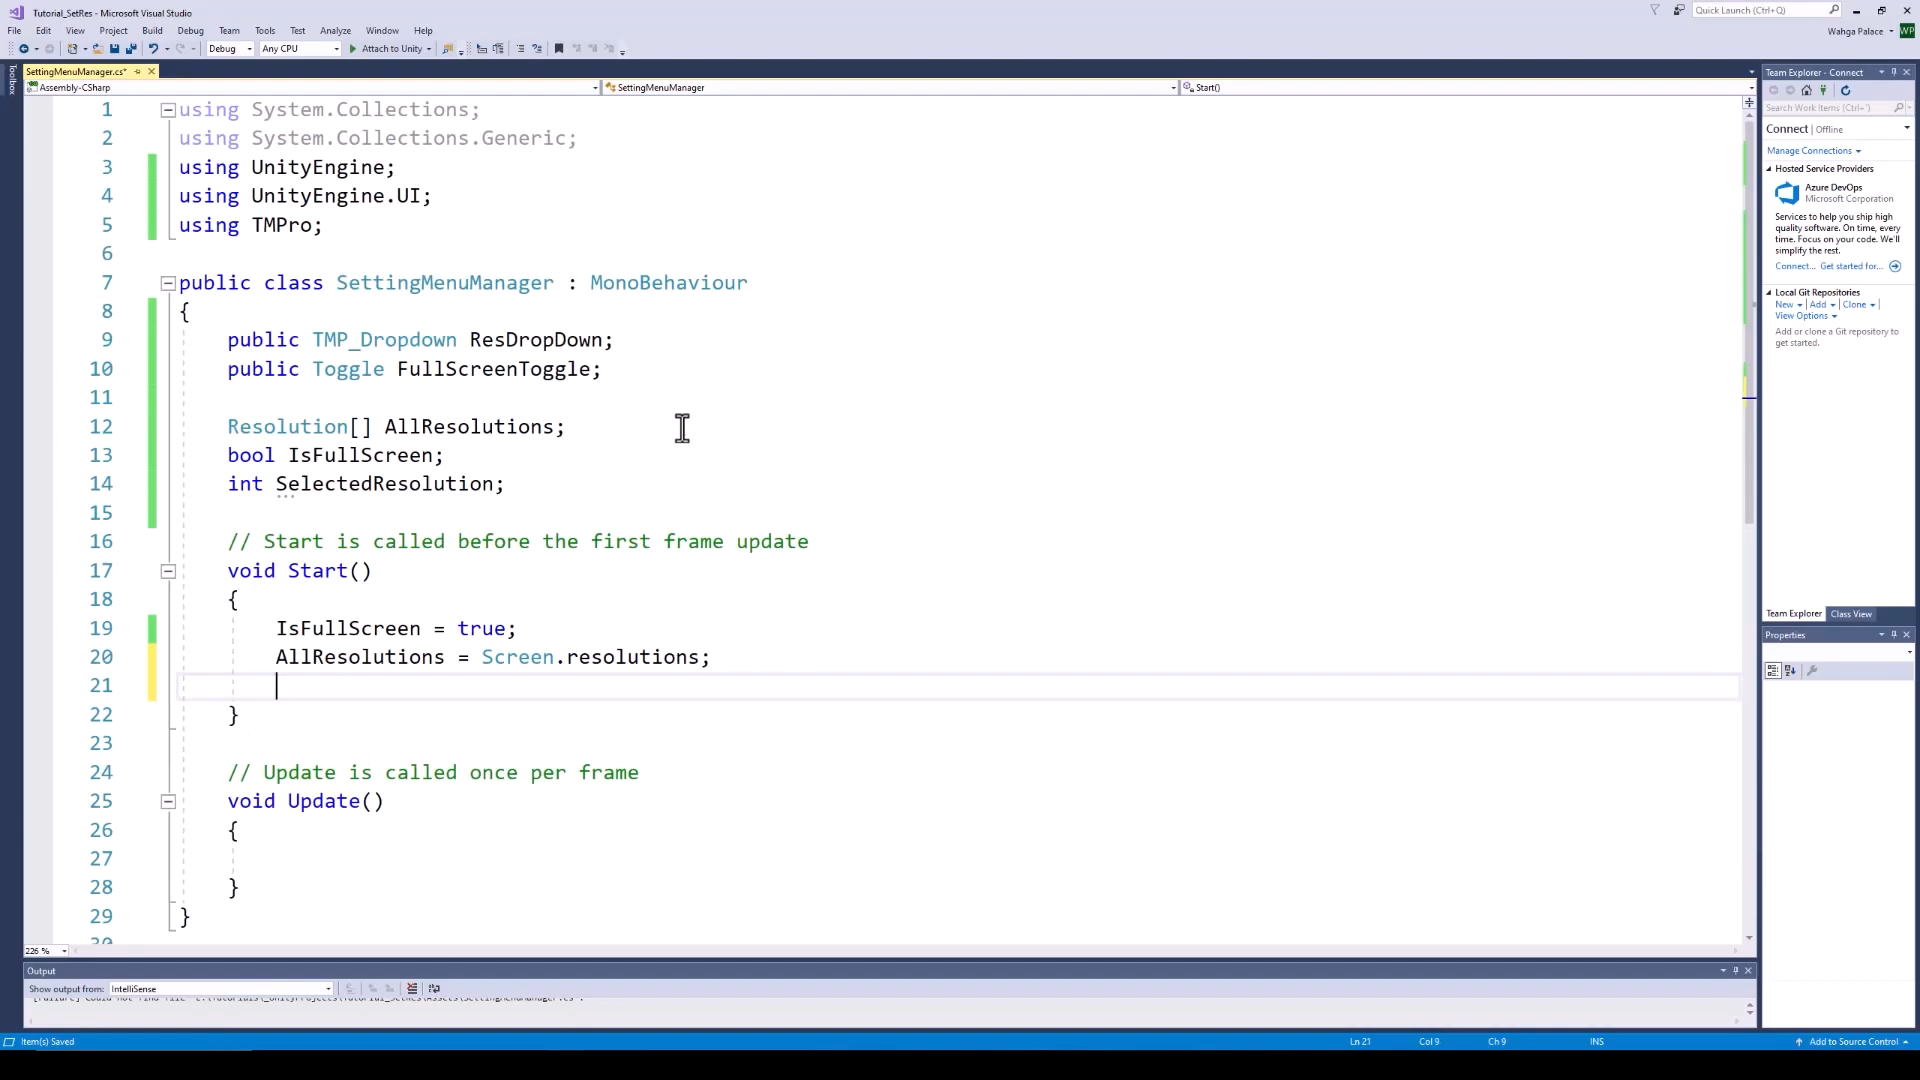 Tutorial_SetRes - Microsoft Visual Studio
Quick Launch (Ctrl+Q)
File Edit View Project Build Debug Team Tools Test Analyze Window Help
Wahga Palace WP
Debug Any CPU Attach to Unity
Toolbox
SettingMenuManager.cs*
Assembly-CSharp SettingMenuManager Start()
1 using System.Collections;
2 using System.Collections.Generic;
3 using UnityEngine;
4 using UnityEngine.UI;
5 using TMPro;
6
7 public class SettingMenuManager : MonoBehaviour
8 {
9 public TMP_Dropdown ResDropDown;
10 public Toggle FullScreenToggle;
11
12 Resolution[] AllResolutions;
13 bool IsFullScreen;
14 int SelectedResolution;
15
16 // Start is called before the first frame update
17 void Start()
18 {
19 IsFullScreen = true;
20 AllResolutions = Screen.resolutions;
21
22 }
23
24 // Update is called once per frame
25 void Update()
26 {
27
28 }
29 }
30
226 %
Output
Show output from: IntelliSense
Item(s) Saved
Ln 21 Col 9 Ch 9 INS
Add to Source Control
Team Explorer - Connect
Search Work Items (Ctrl+')
Connect | Offline
Manage Connections
Hosted Service Providers
Azure DevOps
Microsoft Corporation
Services to help you ship high
quality software. On time, every
time. Focus on your code. We'll
simplify the rest.
Connect... Get started for...
Local Git Repositories
New Add Clone
View Options
Add or clone a Git repository to
get started.
Team Explorer Class View
Properties